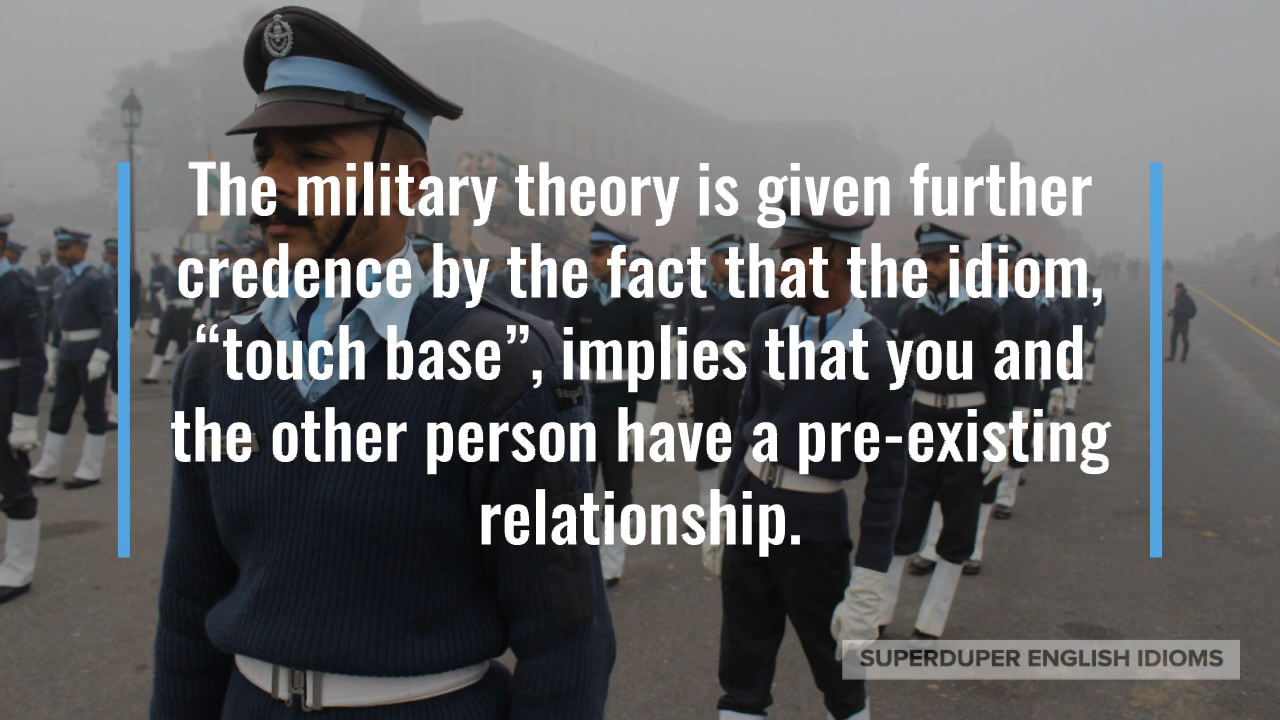 The military theory is given further
credence by the fact that the idiom,
“touch base”, implies that you and
the other person have a pre-existing
relationship.
SUPERDUPER ENGLISH IDIOMS